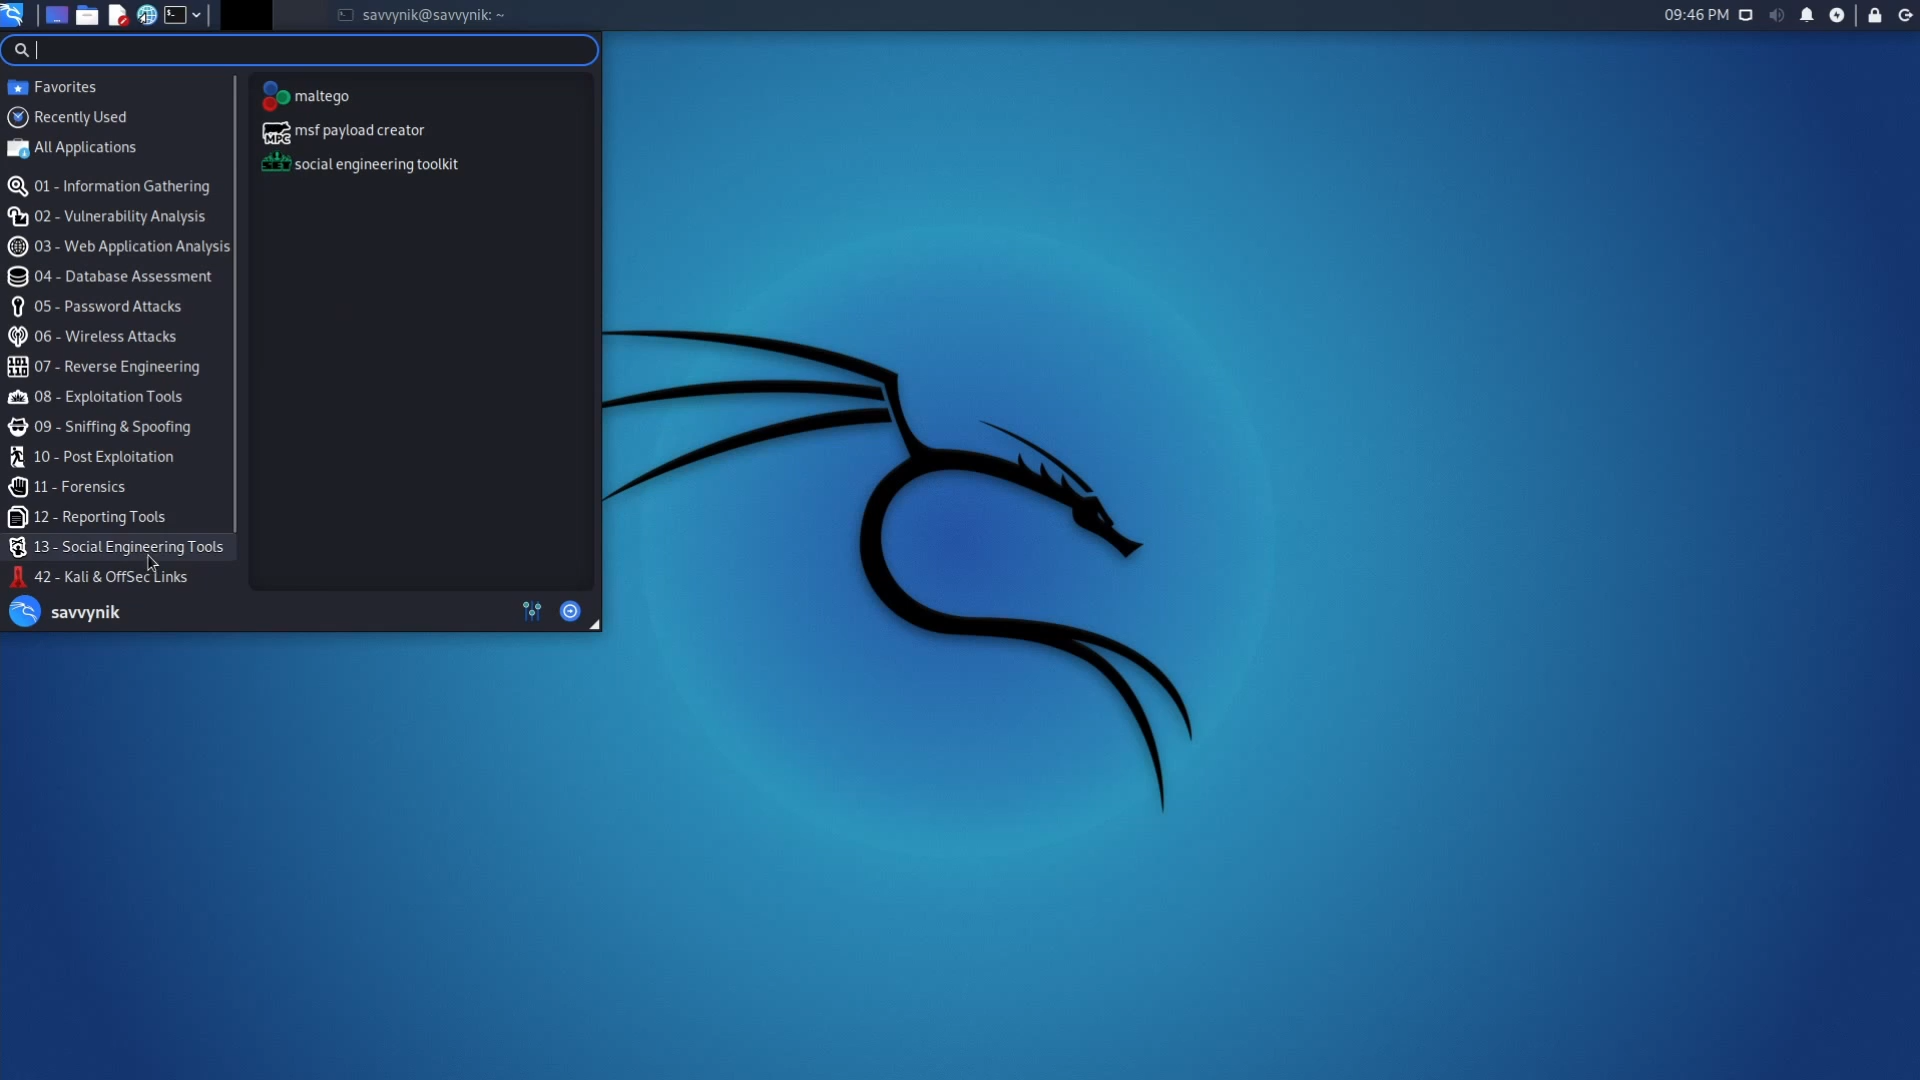 savvynik@savvynik: ~
09:46 PM
Favorites
Recently Used
All Applications
01 - Information Gathering
02 - Vulnerability Analysis
03 - Web Application Analysis
04 - Database Assessment
05 - Password Attacks
06 - Wireless Attacks
07 - Reverse Engineering
08 - Exploitation Tools
09 - Sniffing & Spoofing
10 - Post Exploitation
11 - Forensics
12 - Reporting Tools
13 - Social Engineering Tools
42 - Kali & OffSec Links
maltego
MPC
msf payload creator
SET
social engineering toolkit
savvynik